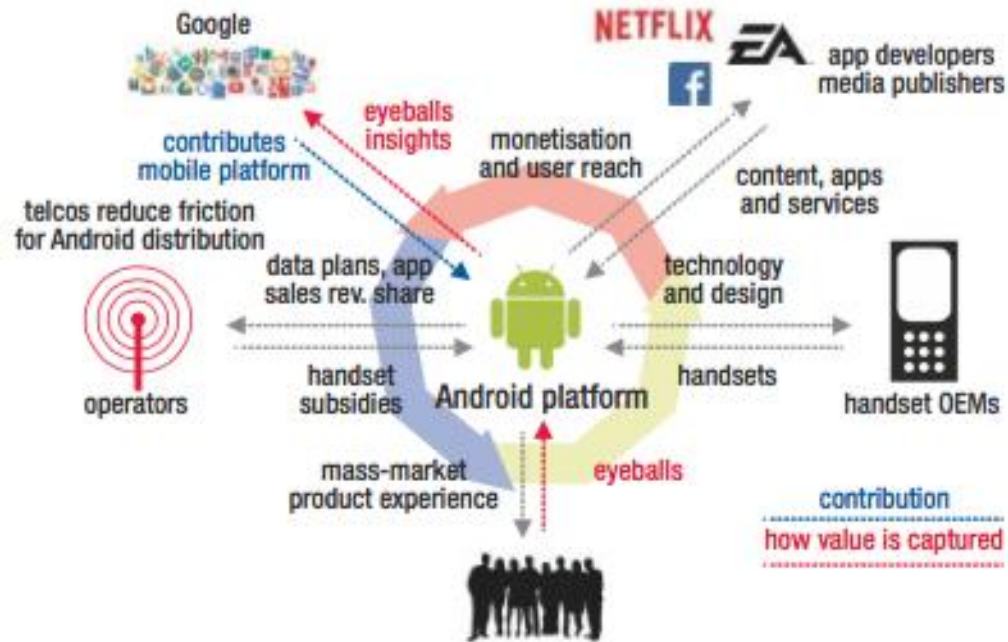 Google
NETFLIX
EA
f
app developers
media publishers
eyeballs
insights
contributes
mobile platform
monetisation
and user reach
content, apps
and services
telcos reduce friction
for Android distribution
data plans, app
sales rev. share
technology
and design
operators
handset
subsidies
Android platform
handsets
handset OEMs
mass-market
product experience
eyeballs
contribution
how value is captured